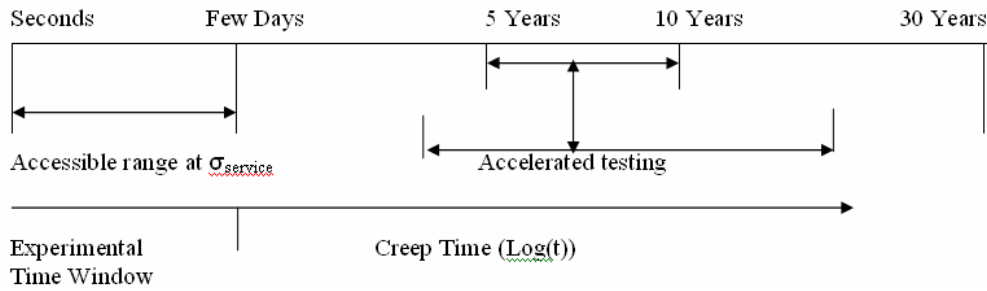 Seconds
Few Days
5 Years
10 Years
30 Years
Accessible range at σservice
Accelerated testing
Experimental
Time Window
Creep Time (Log(t))